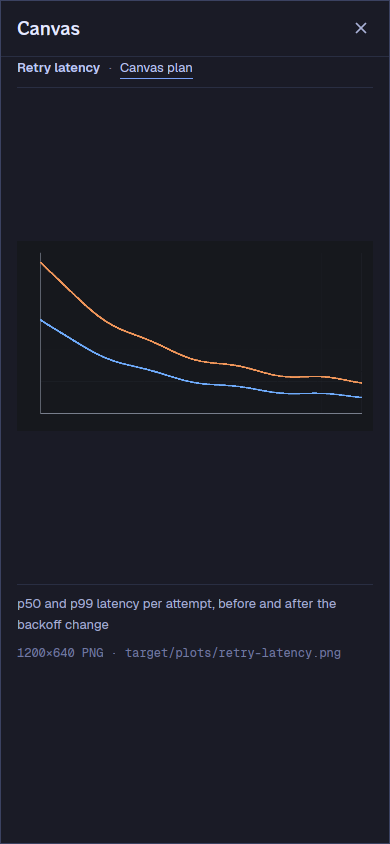 Canvas
Retry latency · Canvas plan
p50 and p99 latency per attempt, before and after the
backoff change
1200×640 PNG · target/plots/retry-latency.png